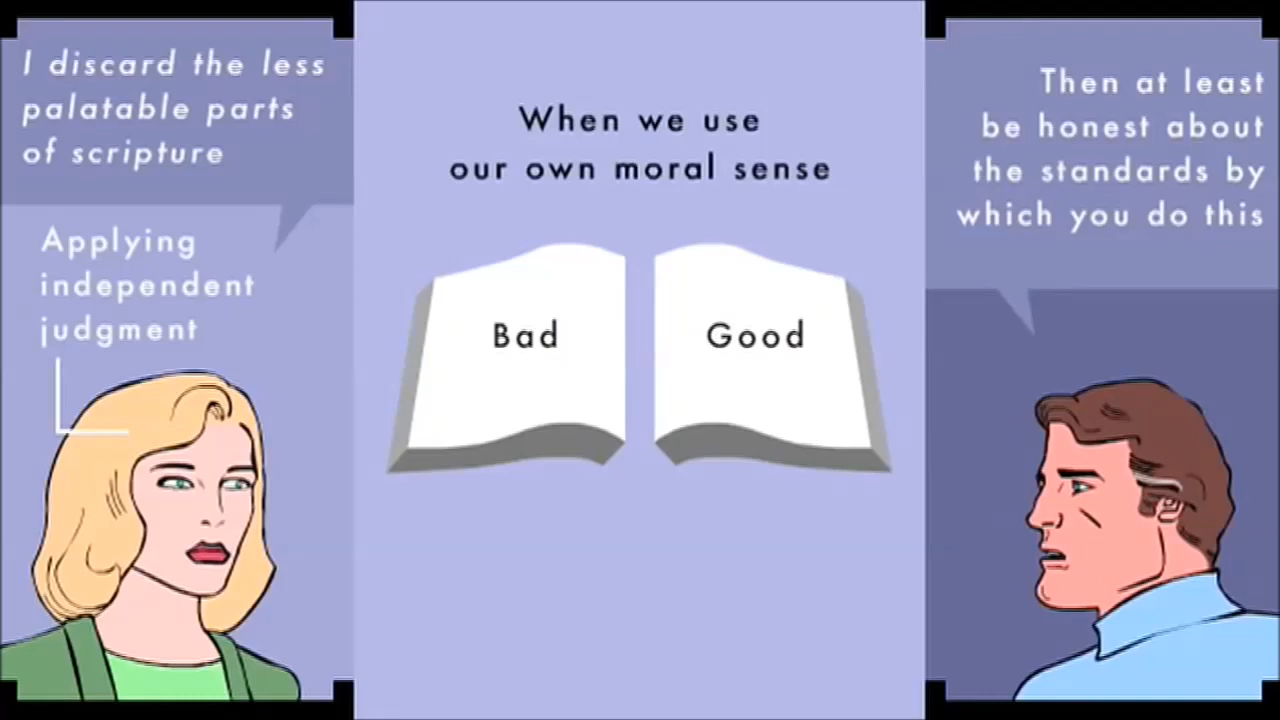 I discard the less
palatable parts
of scripture
Applying
independent
judgment
When we use
our own moral sense
Bad
Good
Then at least
be honest about
the standards by
which you do this